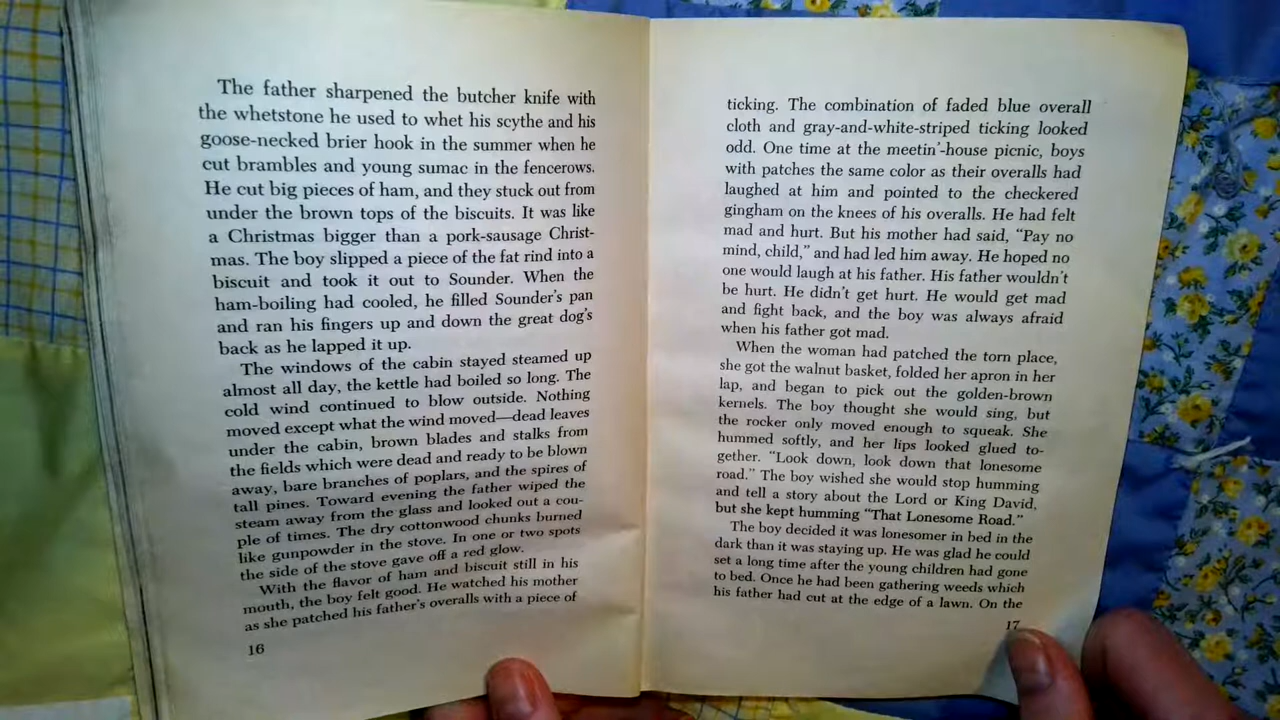 The father sharpened the butcher knife with
the whetstone he used to whet his scythe and his
goose-necked brier hook in the summer when he
cut brambles and young sumac in the fencerows.
He cut big pieces of ham, and they stuck out from
under the brown tops of the biscuits. It was like
a Christmas bigger than a pork-sausage Christ-
mas. The boy slipped a piece of the fat rind into a
biscuit and took it out to Sounder. When the
ham-boiling had cooled, he filled Sounder's pan
and ran his fingers up and down the great dog's
back as he lapped it up.
The windows of the cabin stayed steamed up
almost all day, the kettle had boiled so long. The
cold wind continued to blow outside. Nothing
moved except what the wind moved—dead leaves
under the cabin, brown blades and stalks from
the fields which were dead and ready to be blown
away, bare branches of poplars, and the spires of
tall pines. Toward evening the father wiped the
steam away from the glass and looked out a cou-
ple of times. The dry cottonwood chunks burned
like gunpowder in the stove. In one or two spots
the side of the stove gave off a red glow.
With the flavor of ham and biscuit still in his
mouth, the boy felt good. He watched his mother
as she patched his father's overalls with a piece of
16
ticking. The combination of faded blue overall
cloth and gray-and-white-striped ticking looked
odd. One time at the meetin'-house picnic, boys
with patches the same color as their overalls had
laughed at him and pointed to the checkered
gingham on the knees of his overalls. He had felt
mad and hurt. But his mother had said, "Pay no
mind, child," and had led him away. He hoped no
one would laugh at his father. His father wouldn't
be hurt. He didn't get hurt. He would get mad
and fight back, and the boy was always afraid
when his father got mad.
When the woman had patched the torn place,
she got the walnut basket, folded her apron in her
lap, and began to pick out the golden-brown
kernels. The boy thought she would sing, but
the rocker only moved enough to squeak. She
hummed softly, and her lips looked glued to-
gether. "Look down, look down that lonesome
road." The boy wished she would stop humming
and tell a story about the Lord or King David,
but she kept humming "That Lonesome Road."
The boy decided it was lonesomer in bed in the
dark than it was staying up. He was glad he could
set a long time after the young children had gone
to bed. Once he had been gathering weeds which
his father had cut at the edge of a lawn. On the
17